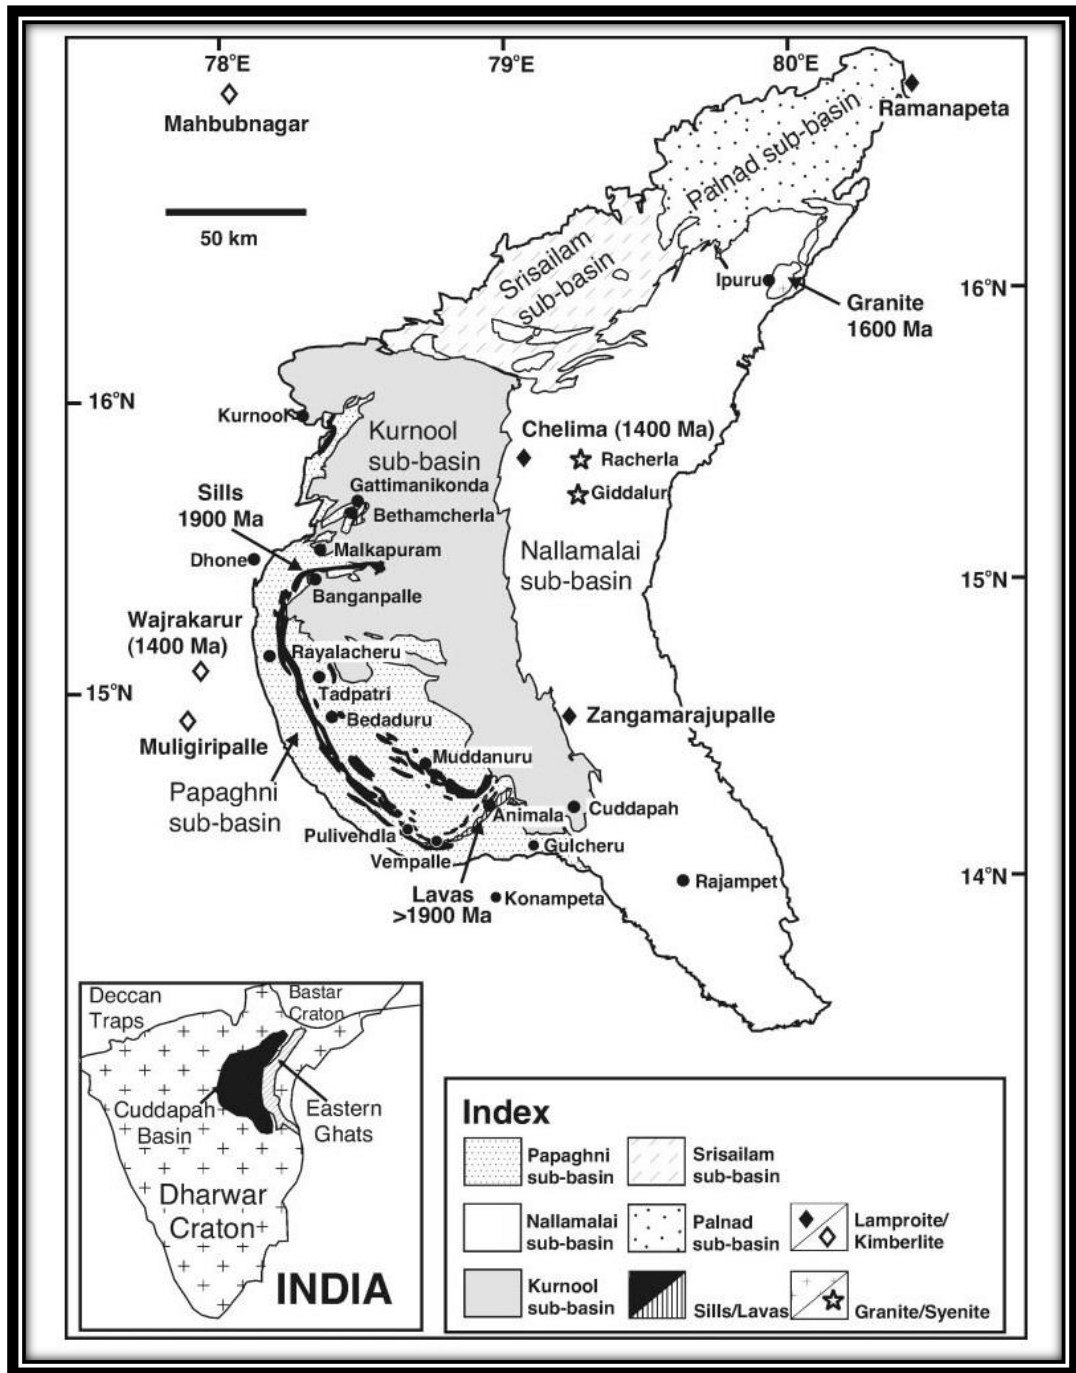 78°E
79°E
80°E
Mahbubnagar
Ramanapeta
Palnad sub-basin
50 km
Srisailam
sub-basin
Ipuru
16°N
Granite
1600 Ma
16°N
Kurnool
Kurnool
sub-basin
Chelima (1400 Ma)
Racherla
Giddalur
Gattimanikonda
Bethamcherla
Sills
1900 Ma
Malkapuram
Dhone
Nallamalai
sub-basin
15°N
Banganpalle
Wajrakarur
(1400 Ma)
Rayalacheru
Tadpatri
15°N
Bedaduru
Zangamarajupalle
Muligiripalle
Muddanuru
Papaghni
sub-basin
Cuddapah
Animala
Pulivendla
Gulcheru
Vempalle
14°N
Rajampet
Lavas
>1900 Ma
Konampeta
Deccan
Traps
Bastar
Craton
Cuddapah
Basin
Eastern
Ghats
Dharwar
Craton
INDIA
Index
Papaghni
sub-basin
Srisailam
sub-basin
Nallamalai
sub-basin
Palnad
sub-basin
Lamproite/
Kimberlite
Kurnool
sub-basin
Sills/Lavas
Granite/Syenite